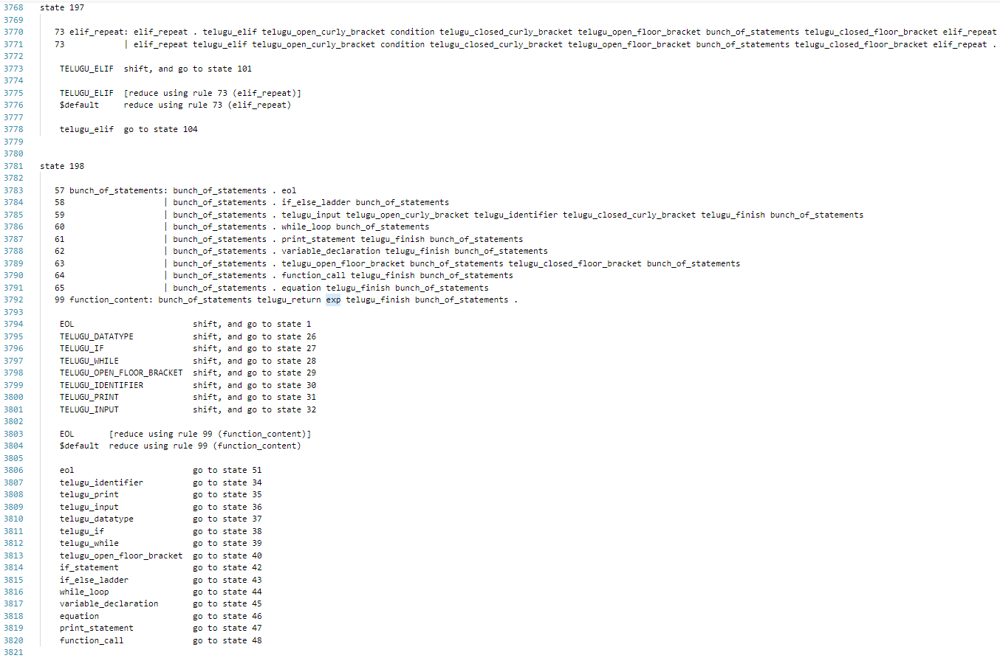 3768 state 197
3769
3770 73 elif_repeat: elif_repeat . telugu_elif telugu_open_curly_bracket condition telugu_closed_curly_bracket telugu_open_floor_bracket bunch_of_statements telugu_closed_floor_bracket elif_repeat
3771 73 | elif_repeat telugu_elif telugu_open_curly_bracket condition telugu_closed_curly_bracket telugu_open_floor_bracket bunch_of_statements telugu_closed_floor_bracket elif_repeat .
3772
3773 TELUGU_ELIF shift, and go to state 101
3774
3775 TELUGU_ELIF [reduce using rule 73 (elif_repeat)]
3776 $default reduce using rule 73 (elif_repeat)
3777
3778 telugu_elif go to state 104
3779
3780
3781 state 198
3782
3783 57 bunch_of_statements: bunch_of_statements . eol
3784 58 | bunch_of_statements . if_else_ladder bunch_of_statements
3785 59 | bunch_of_statements . telugu_input telugu_open_curly_bracket telugu_identifier telugu_closed_curly_bracket telugu_finish bunch_of_statements
3786 60 | bunch_of_statements . while_loop bunch_of_statements
3787 61 | bunch_of_statements . print_statement telugu_finish bunch_of_statements
3788 62 | bunch_of_statements . variable_declaration telugu_finish bunch_of_statements
3789 63 | bunch_of_statements . telugu_open_floor_bracket bunch_of_statements telugu_closed_floor_bracket bunch_of_statements
3790 64 | bunch_of_statements . function_call telugu_finish bunch_of_statements
3791 65 | bunch_of_statements . equation telugu_finish bunch_of_statements
3792 99 function_content: bunch_of_statements telugu_return exp telugu_finish bunch_of_statements .
3793
3794 EOL shift, and go to state 1
3795 TELUGU_DATATYPE shift, and go to state 26
3796 TELUGU_IF shift, and go to state 27
3797 TELUGU_WHILE shift, and go to state 28
3798 TELUGU_OPEN_FLOOR_BRACKET shift, and go to state 29
3799 TELUGU_IDENTIFIER shift, and go to state 30
3800 TELUGU_PRINT shift, and go to state 31
3801 TELUGU_INPUT shift, and go to state 32
3802
3803 EOL [reduce using rule 99 (function_content)]
3804 $default reduce using rule 99 (function_content)
3805
3806 eol go to state 51
3807 telugu_identifier go to state 34
3808 telugu_print go to state 35
3809 telugu_input go to state 36
3810 telugu_datatype go to state 37
3811 telugu_if go to state 38
3812 telugu_while go to state 39
3813 telugu_open_floor_bracket go to state 40
3814 if_statement go to state 42
3815 if_else_ladder go to state 43
3816 while_loop go to state 44
3817 variable_declaration go to state 45
3818 equation go to state 46
3819 print_statement go to state 47
3820 function_call go to state 48
3821